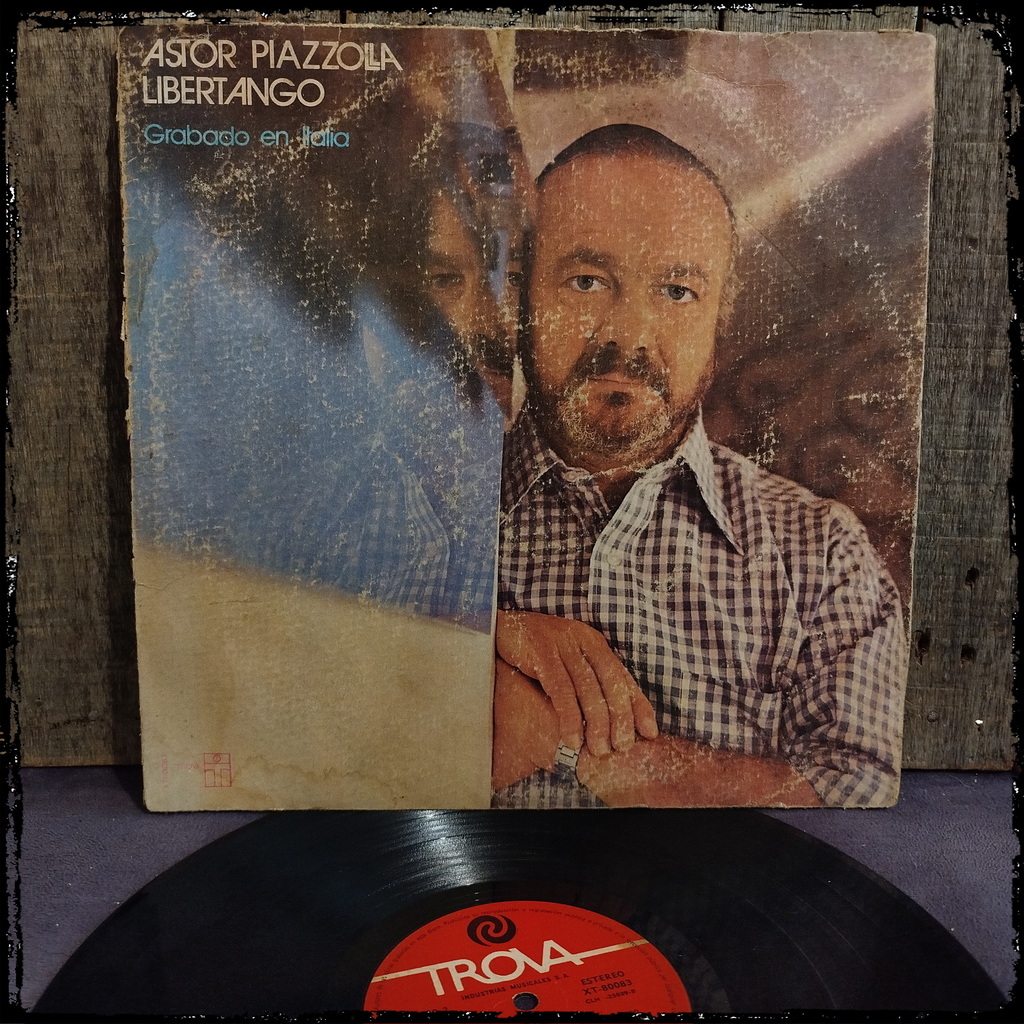 ASTOR PIAZZOLLA
LIBERTANGO
Grabado en Italia
TROVA
INDUSTRIAS MUSICALES S.A.
ESTEREO
XT-80083